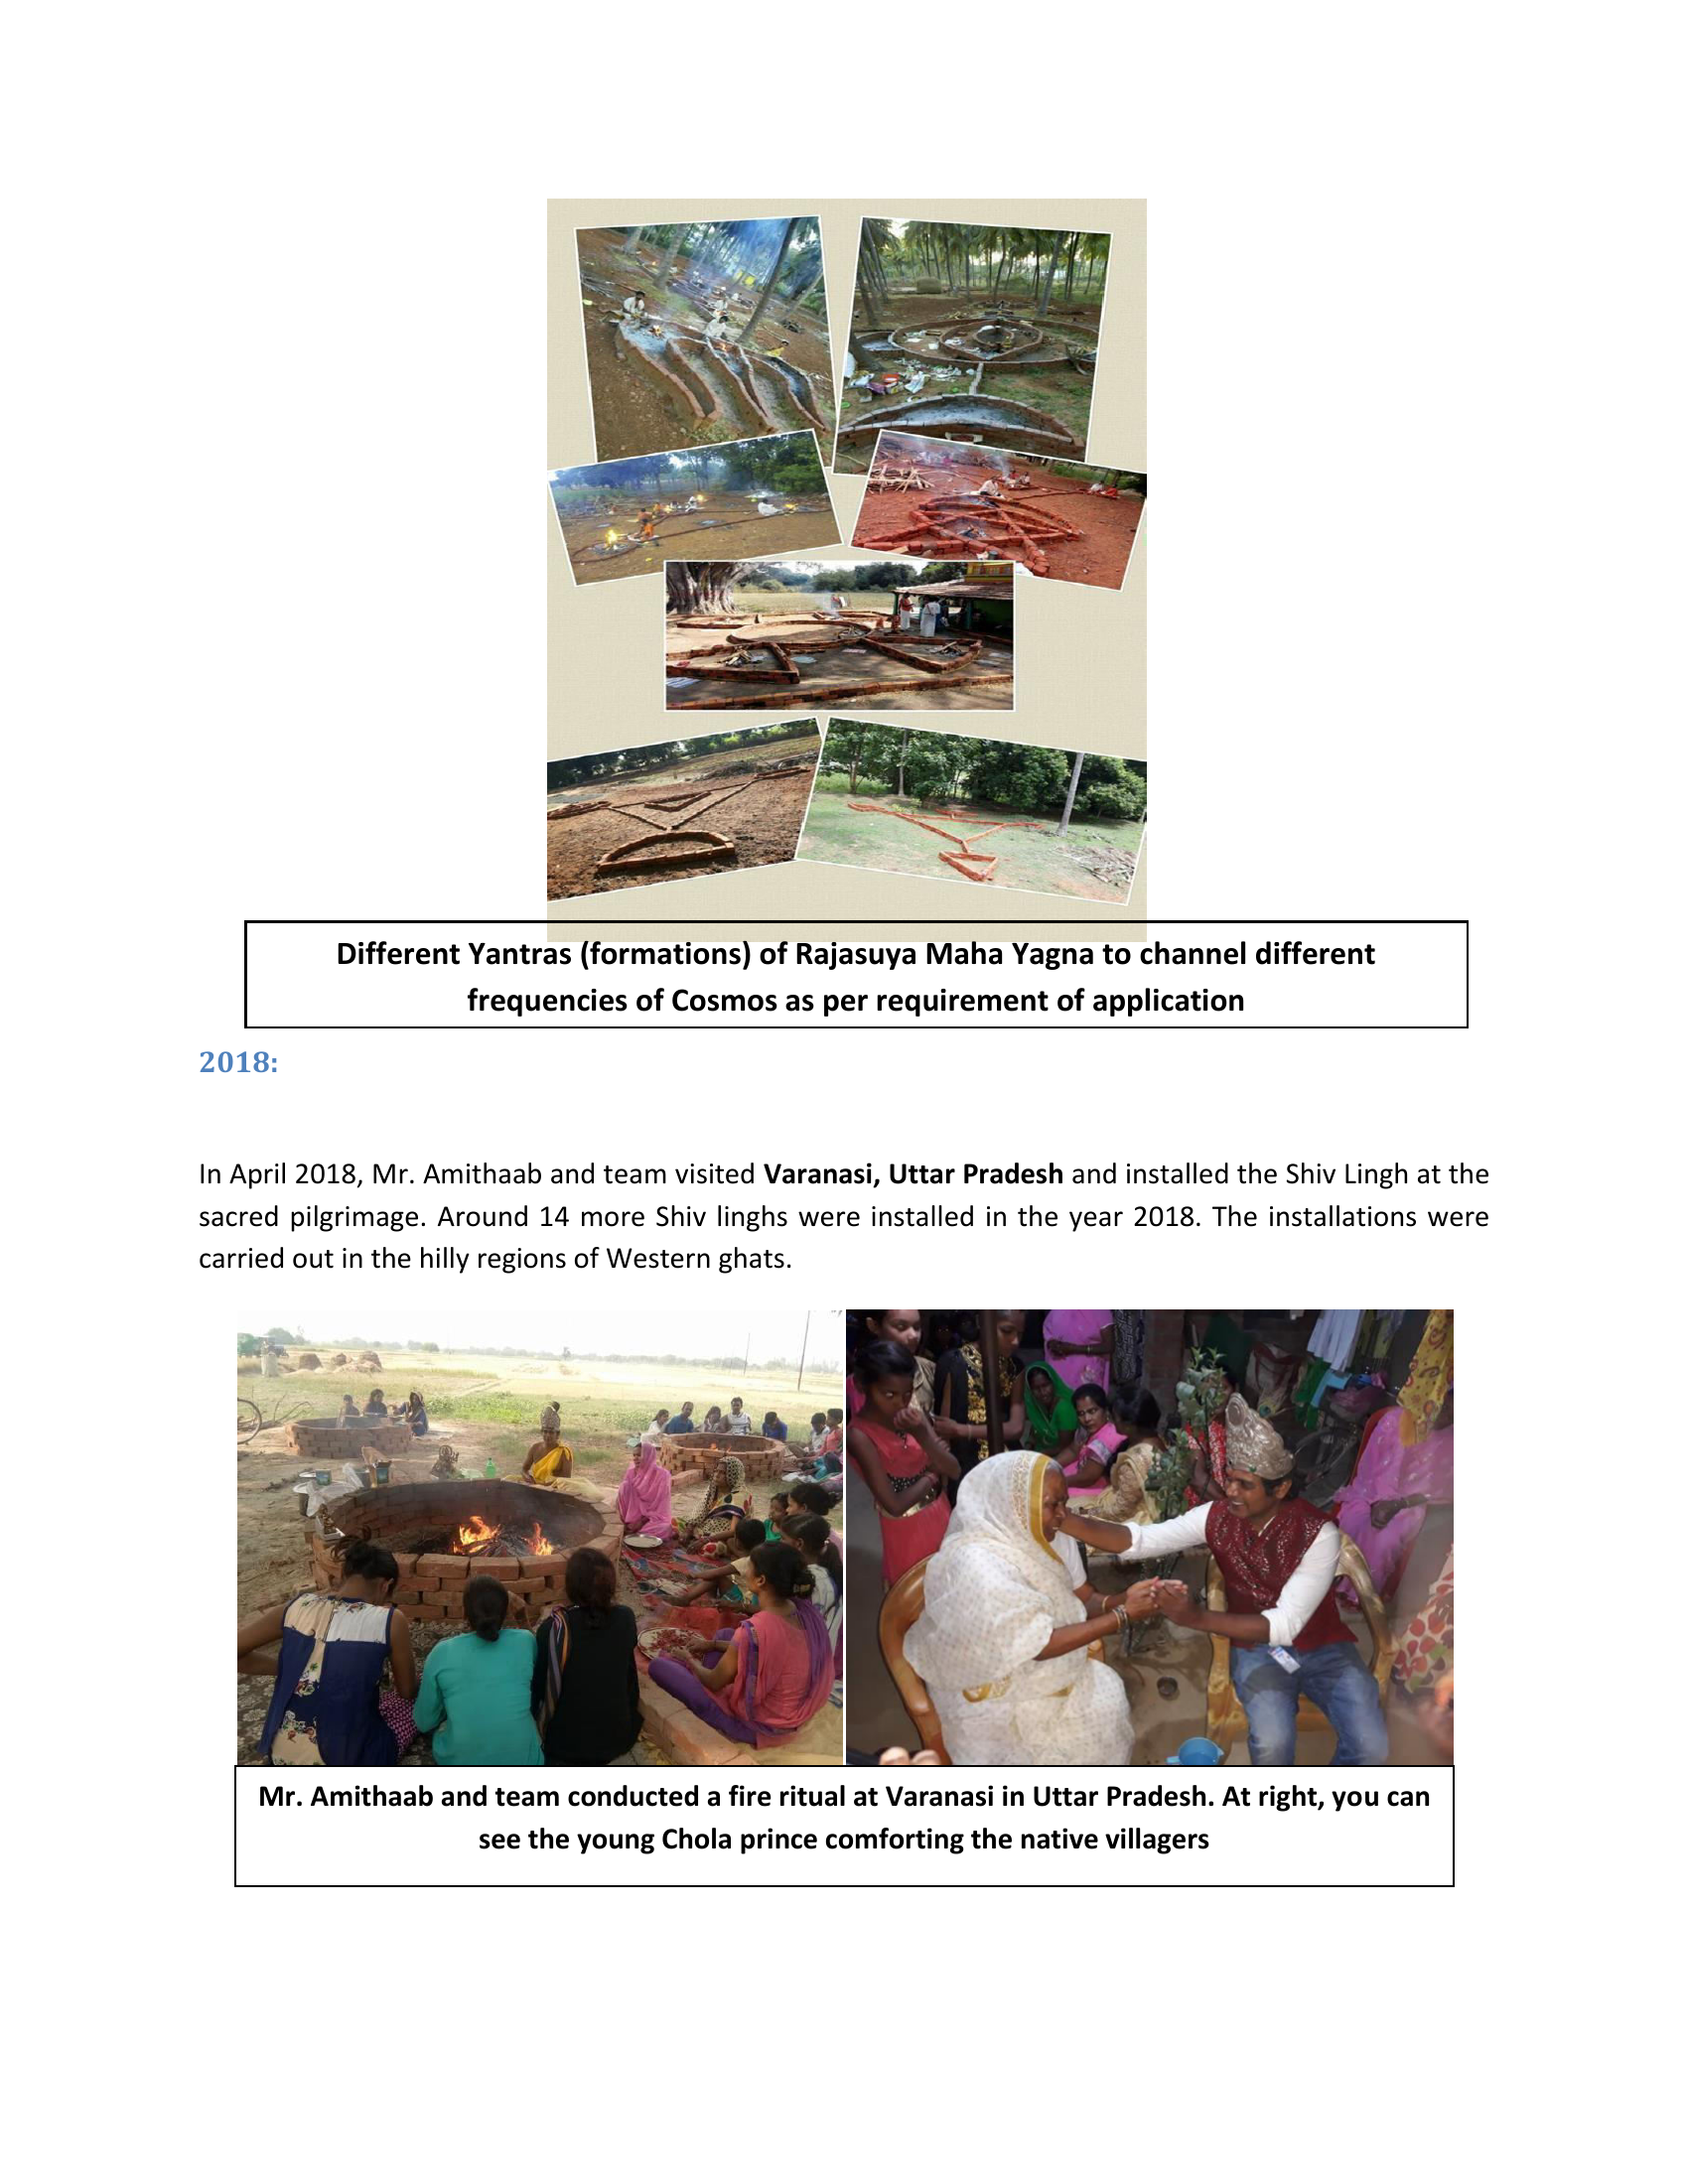 Different Yantras (formations) of Rajasuya Maha Yagna to channel different
frequencies of Cosmos as per requirement of application
2018:
In April 2018, Mr. Amithaab and team visited Varanasi, Uttar Pradesh and installed the Shiv Lingh at the
sacred pilgrimage. Around 14 more Shiv linghs were installed in the year 2018. The installations were
carried out in the hilly regions of Western ghats.
Mr. Amithaab and team conducted a fire ritual at Varanasi in Uttar Pradesh. At right, you can
see the young Chola prince comforting the native villagers